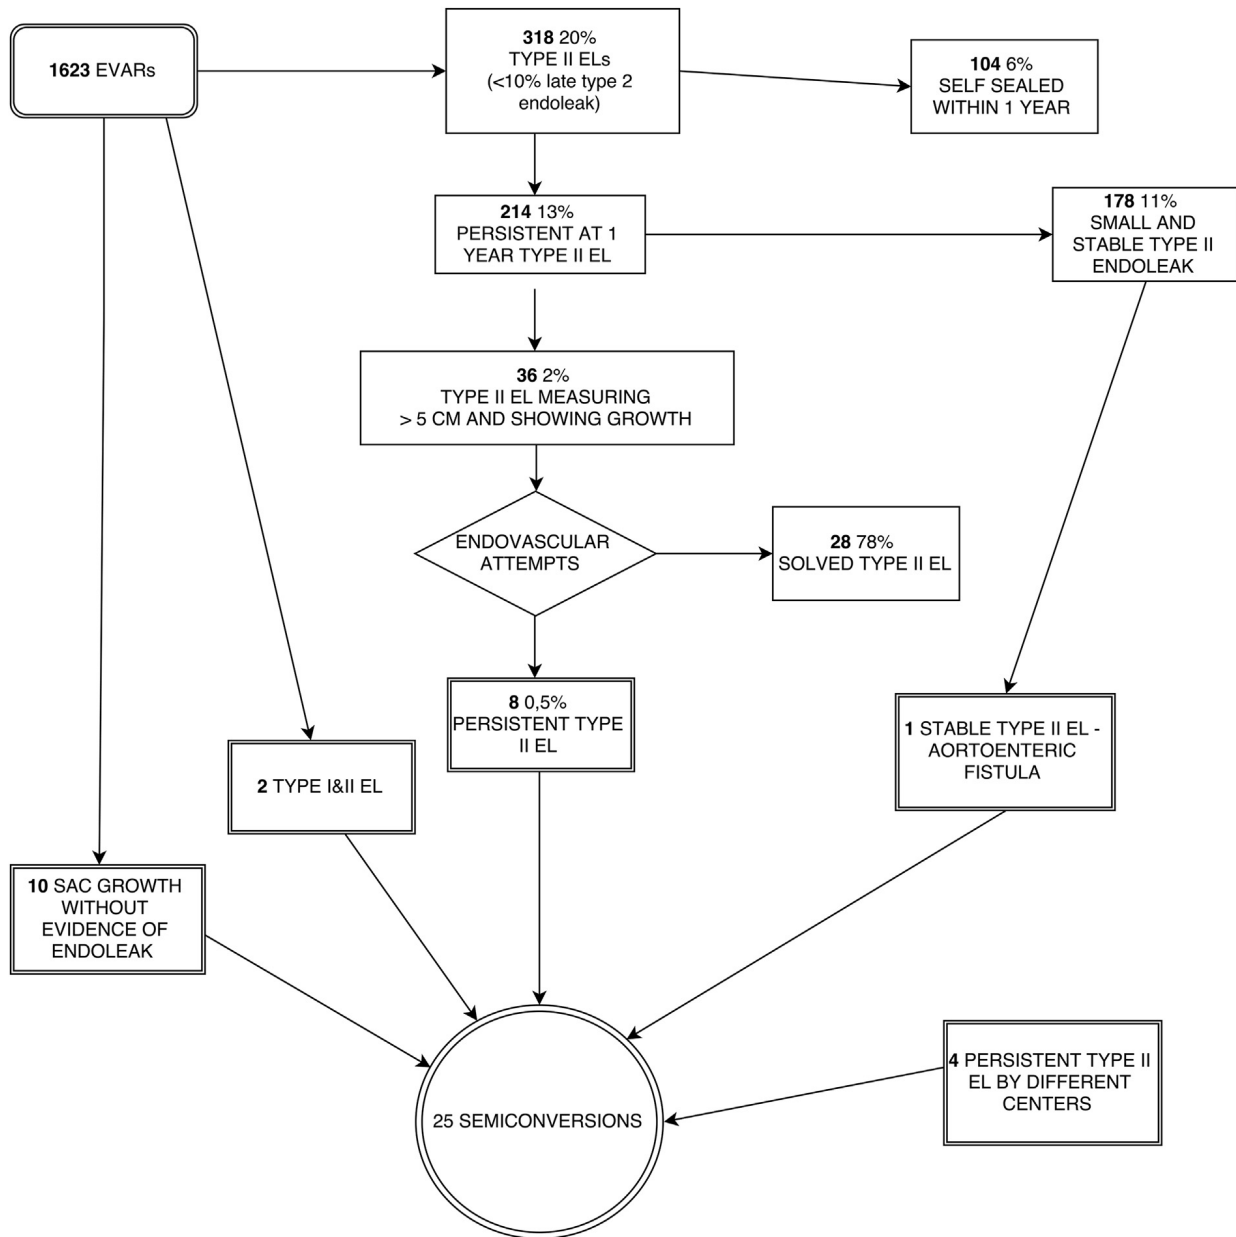 1623 EVARs
318 20%
TYPE II ELs
(<10% late type 2
endoleak)
104 6%
SELF SEALED
WITHIN 1 YEAR
214 13%
PERSISTENT AT 1
YEAR TYPE II EL
178 11%
SMALL AND
STABLE TYPE II
ENDOLEAK
36 2%
TYPE II EL MEASURING
> 5 CM AND SHOWING GROWTH
ENDOVASCULAR
ATTEMPTS
28 78%
SOLVED TYPE II EL
8 0,5%
PERSISTENT TYPE
II EL
1 STABLE TYPE II EL -
AORTOENTERIC
FISTULA
2 TYPE I&II EL
10 SAC GROWTH
WITHOUT
EVIDENCE OF
ENDOLEAK
25 SEMICONVERSIONS
4 PERSISTENT TYPE II
EL BY DIFFERENT
CENTERS